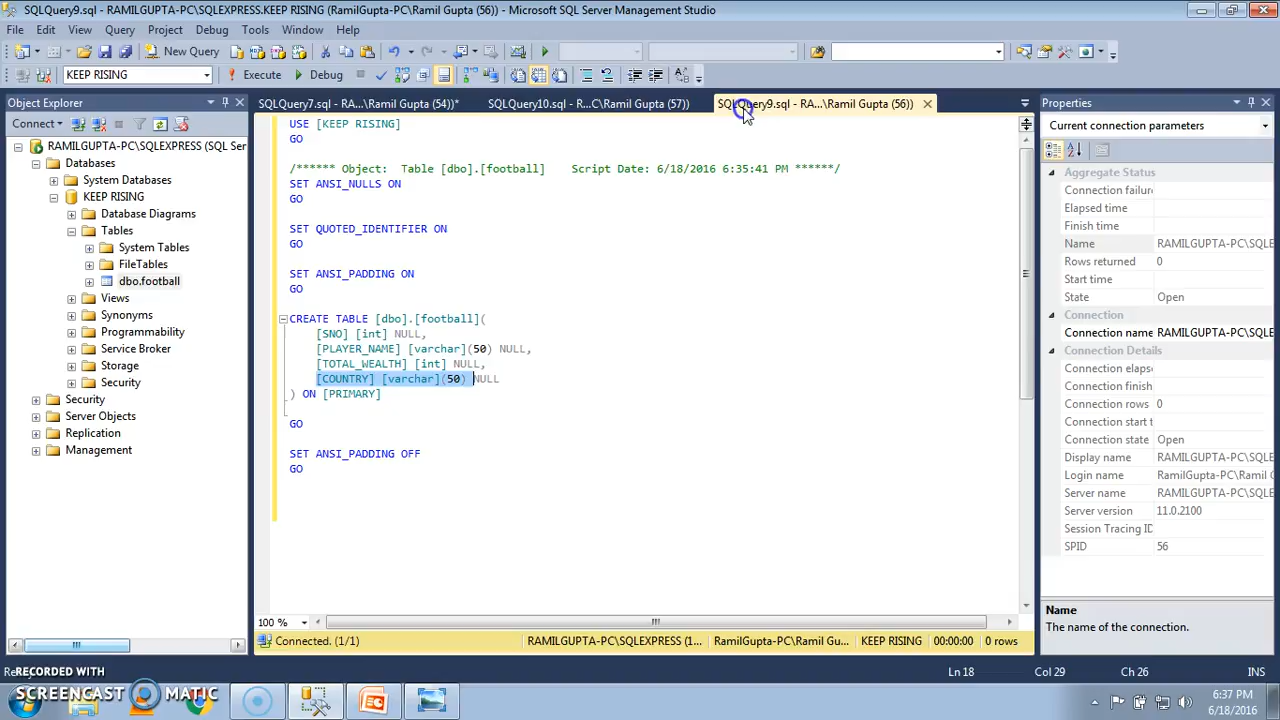 SQLQuery9.sql - RAMILGUPTA-PC\SQLEXPRESS.KEEP RISING (RamilGupta-PC\Ramil Gupta (56)) - Microsoft SQL Server Management Studio
File Edit View Query Project Debug Tools Window Help
New Query
KEEP RISING Execute Debug
Object Explorer
Connect
RAMILGUPTA-PC\SQLEXPRESS (SQL Ser
Databases
System Databases
KEEP RISING
Database Diagrams
Tables
System Tables
FileTables
dbo.football
Views
Synonyms
Programmability
Service Broker
Storage
Security
Security
Server Objects
Replication
Management
SQLQuery7.sql - RA...\Ramil Gupta (54))* SQLQuery10.sql - R...C\Ramil Gupta (57)) SQLQuery9.sql - RA...\Ramil Gupta (56))
USE [KEEP RISING]
GO
/****** Object:  Table [dbo].[football]    Script Date: 6/18/2016 6:35:41 PM ******/
SET ANSI_NULLS ON
GO
SET QUOTED_IDENTIFIER ON
GO
SET ANSI_PADDING ON
GO
CREATE TABLE [dbo].[football](
[SNO] [int] NULL,
[PLAYER_NAME] [varchar](50) NULL,
[TOTAL_WEALTH] [int] NULL,
[COUNTRY] [varchar](50) NULL
) ON [PRIMARY]
GO
SET ANSI_PADDING OFF
GO
100 %
Connected. (1/1) RAMILGUPTA-PC\SQLEXPRESS (1... RamilGupta-PC\Ramil Gu... KEEP RISING 00:00:00 0 rows
Properties
Current connection parameters
Aggregate Status
Connection failur
Elapsed time
Finish time
Name RAMILGUPTA-PC\SQLE
Rows returned 0
Start time
State Open
Connection
Connection name RAMILGUPTA-PC\SQLE
Connection Details
Connection elaps
Connection finish
Connection rows 0
Connection start t
Connection state Open
Display name RAMILGUPTA-PC\SQLE
Login name RamilGupta-PC\Ramil G
Server name RAMILGUPTA-PC\SQLE
Server version 11.0.2100
Session Tracing ID
SPID 56
Name
The name of the connection.
Ln 18 Col 29 Ch 26 INS
RECORDED WITH
SCREENCAST MATIC
6:37 PM
6/18/2016